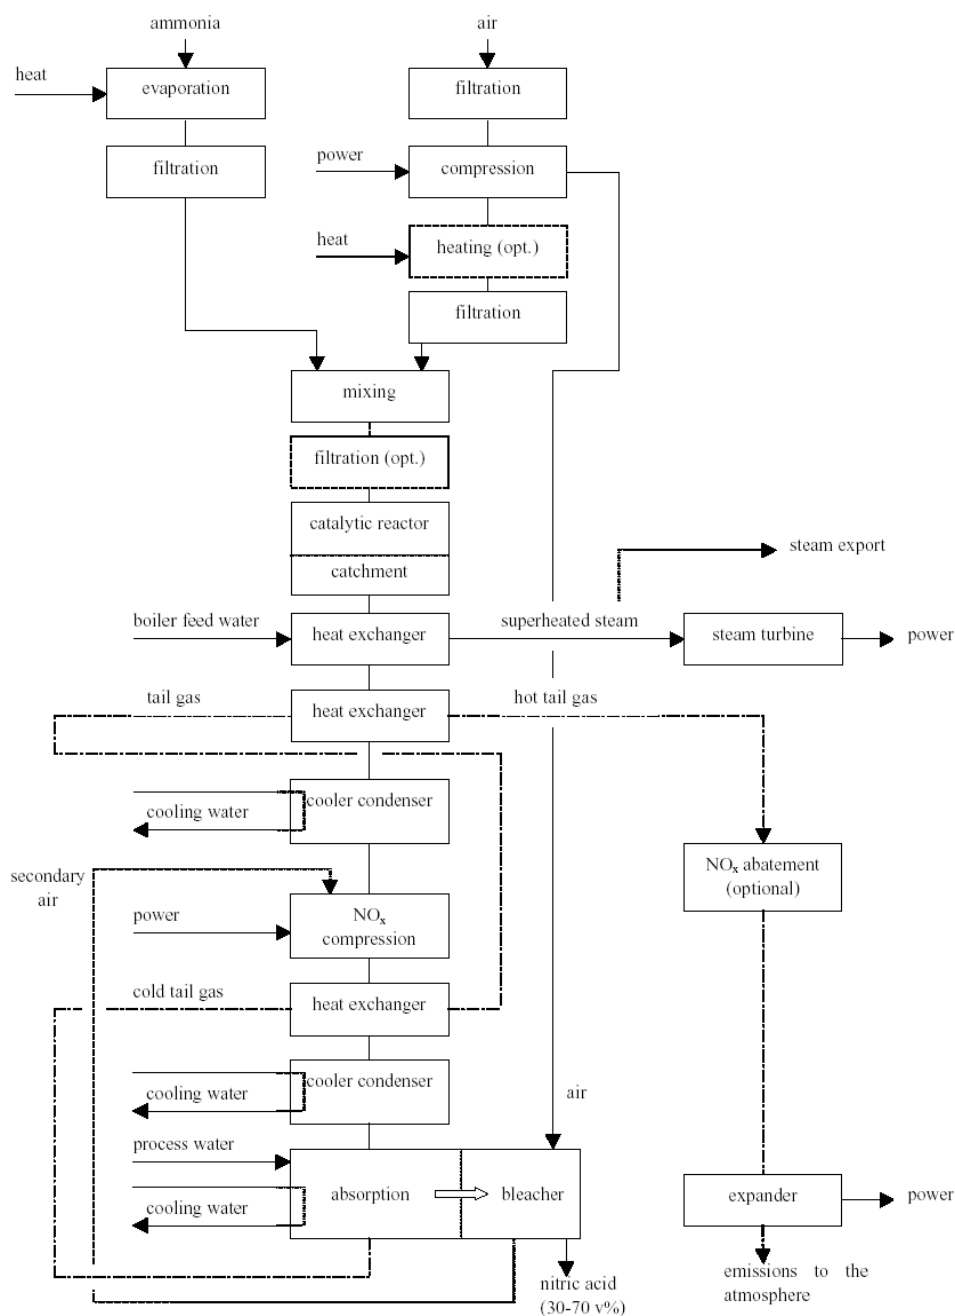 ammonia
air
heat
evaporation
filtration
filtration
power
compression
heat
heating (opt.)
filtration
mixing
filtration (opt.)
catalytic reactor
catchment
steam export
boiler feed water
heat exchanger
superheated steam
steam turbine
power
tail gas
heat exchanger
hot tail gas
cooler condenser
cooling water
secondary
air
NOx abatement
(optional)
power
NOx
compression
cold tail gas
heat exchanger
cooler condenser
cooling water
air
process water
absorption
bleacher
cooling water
expander
power
nitric acid
(30-70 v%)
emissions to the
atmosphere